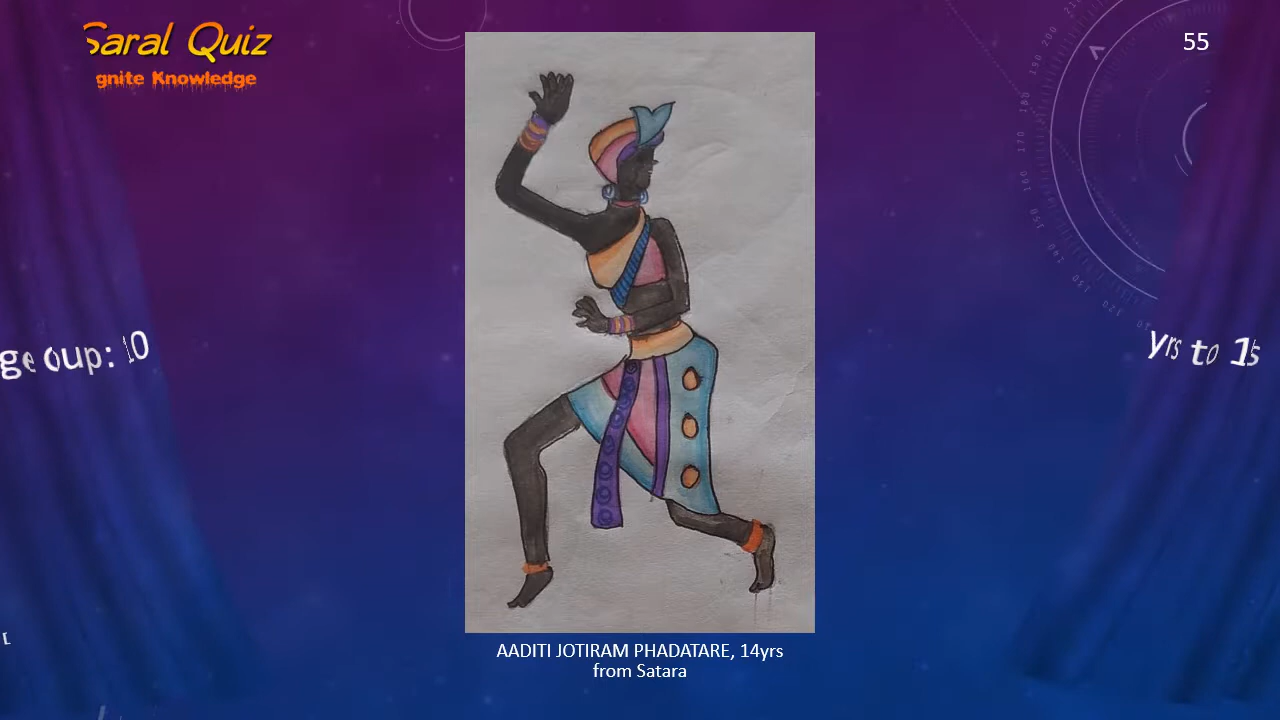 Saral Quiz
gnite Knowledge
55
ge oup: 10
yrs to 15
AADITI JOTIRAM PHADATARE, 14yrs
from Satara